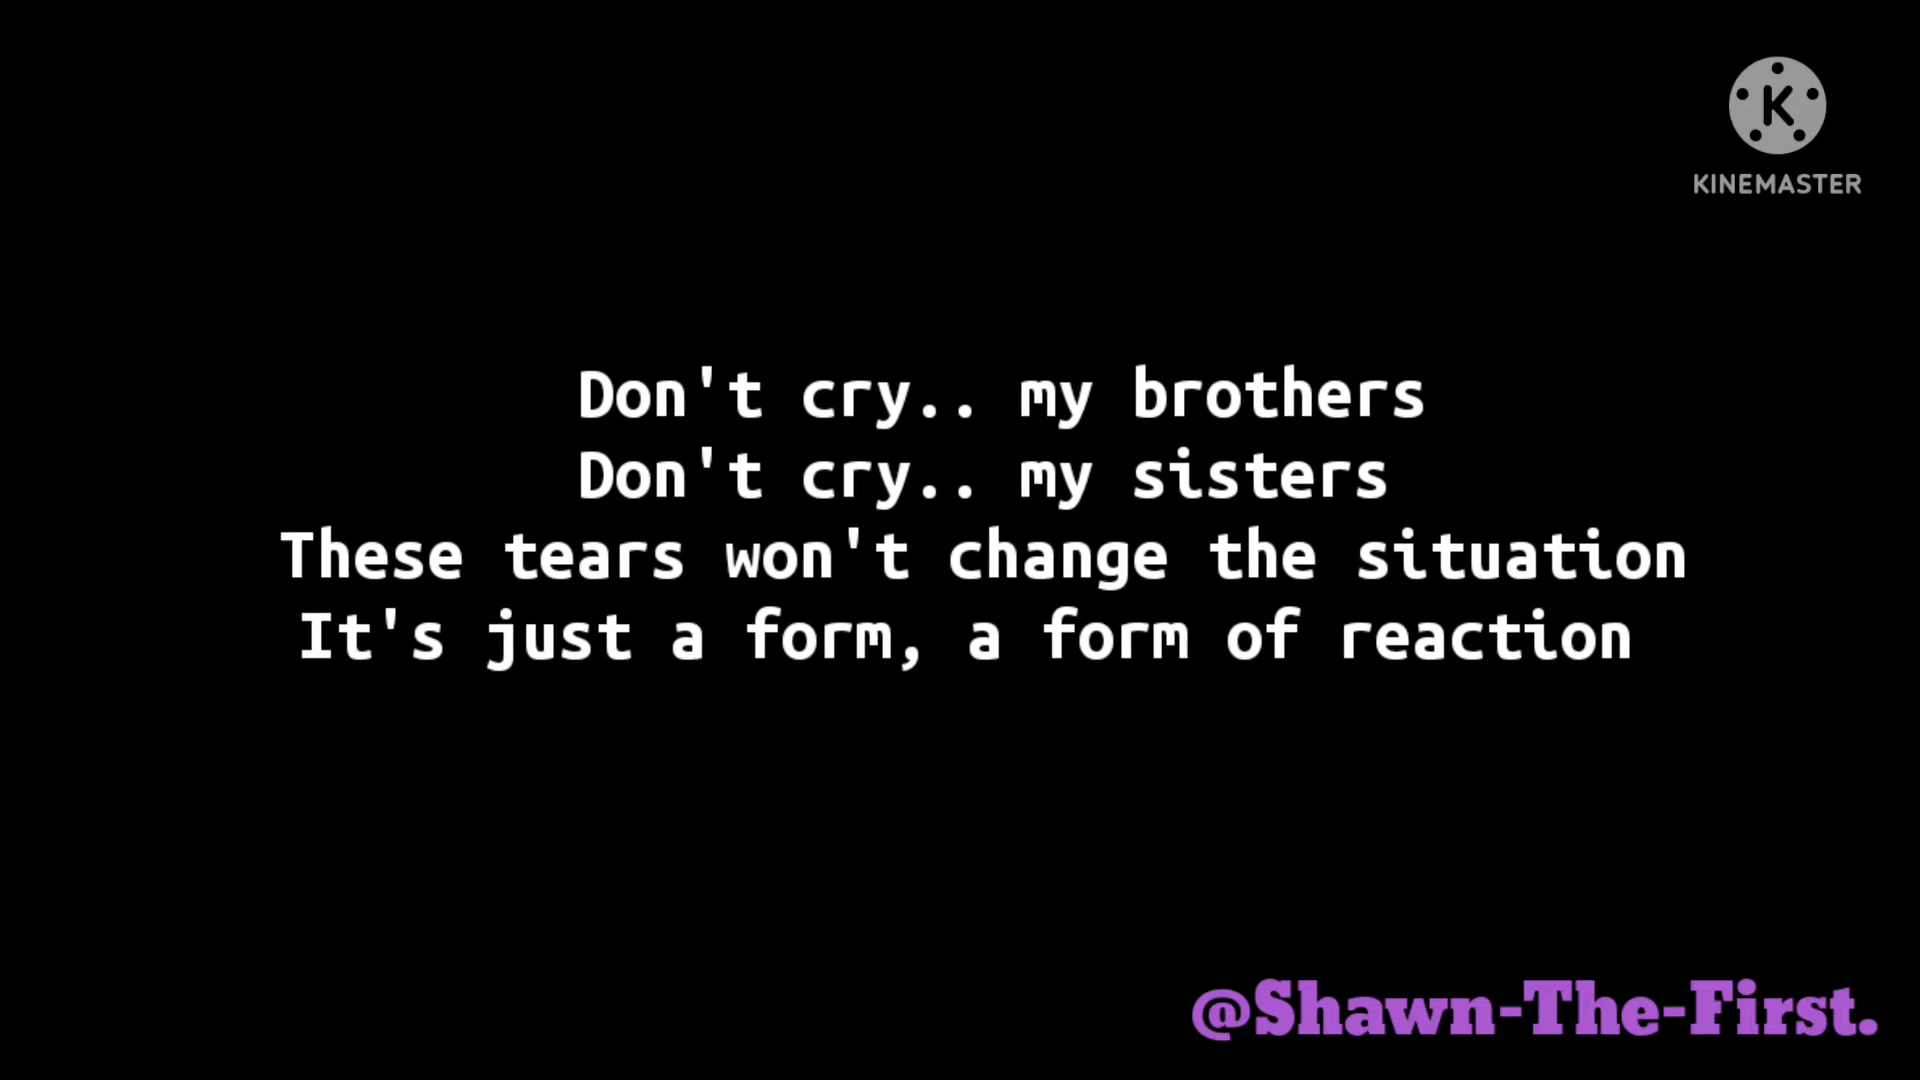 K
KINEMASTER
Don't cry.. my brothers
Don't cry.. my sisters
These tears won't change the situation
It's just a form, a form of reaction
@Shawn-The-First.